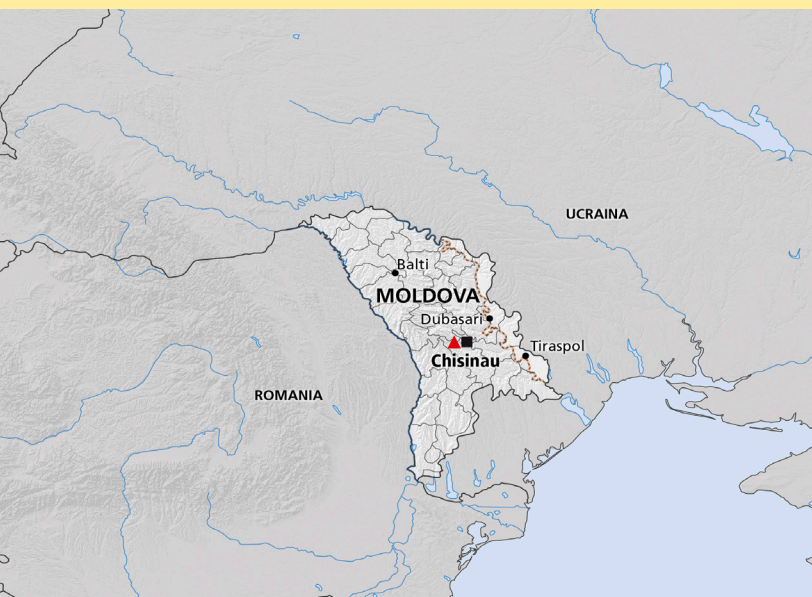 UCRAINA
Balti
MOLDOVA
Dubasari
Tiraspol
Chisinau
ROMANIA